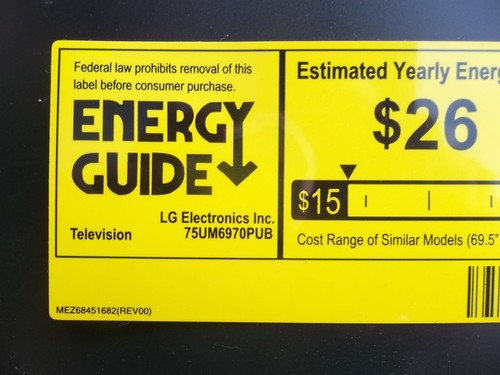 Federal law prohibits removal of this
label before consumer purchase.
ENERGY
GUIDE
LG Electronics Inc.
Television 75UM6970PUB
MEZ68451682(REV00)
Estimated Yearly Energ
$26
$15
Cost Range of Similar Models (69.5"